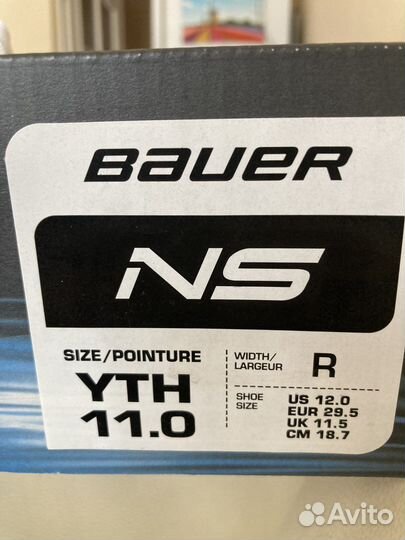 BAUER
NS
SIZE/POINTURE
YTH
11.0
WIDTH/
LARGEUR
R
SHOE
SIZE
US 12.0
EUR 29.5
UK 11.5
CM 18.7
Avito